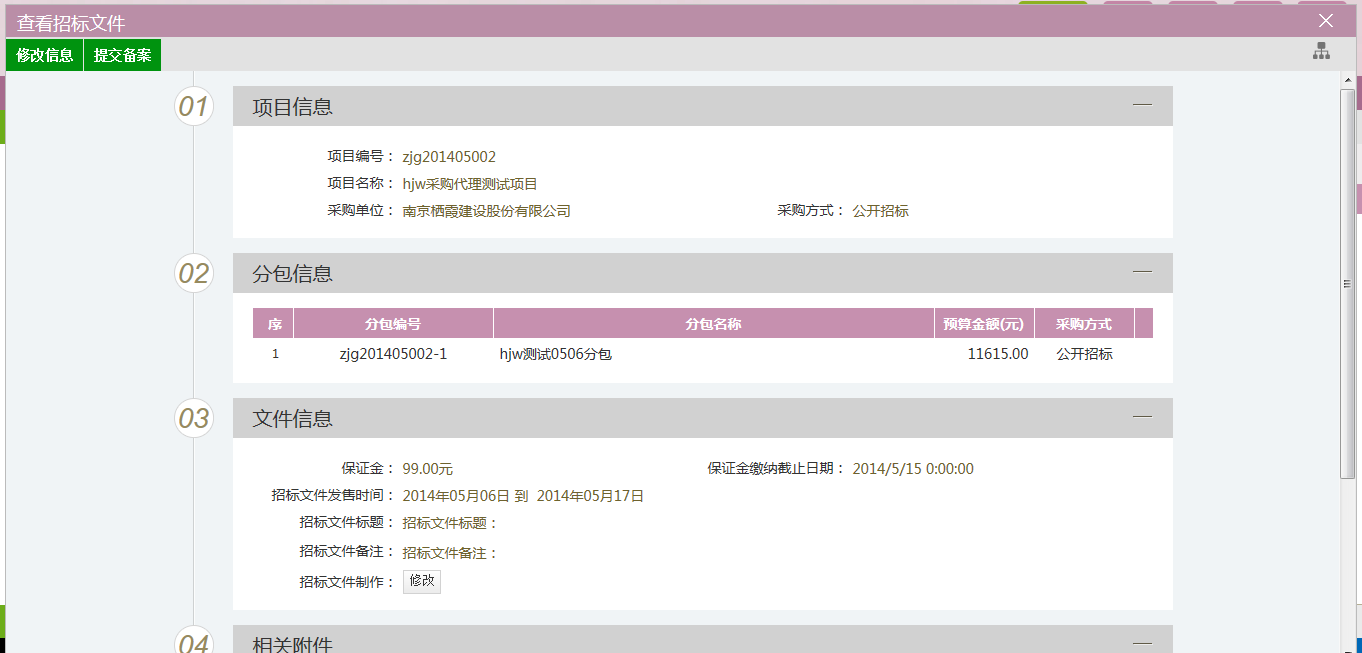 查看招标文件
修改信息 提交备案
01 项目信息
项目编号： zjg201405002
项目名称： hjw采购代理测试项目
采购单位： 南京栖霞建设股份有限公司 采购方式： 公开招标
02 分包信息
序 分包编号 分包名称 预算金额(元) 采购方式
1 zjg201405002-1 hjw测试0506分包 11615.00 公开招标
03 文件信息
保证金： 99.00元 保证金缴纳截止日期： 2014/5/15 0:00:00
招标文件发售时间： 2014年05月06日 到 2014年05月17日
招标文件标题： 招标文件标题：
招标文件备注： 招标文件备注：
招标文件制作： 修改
04 相关附件